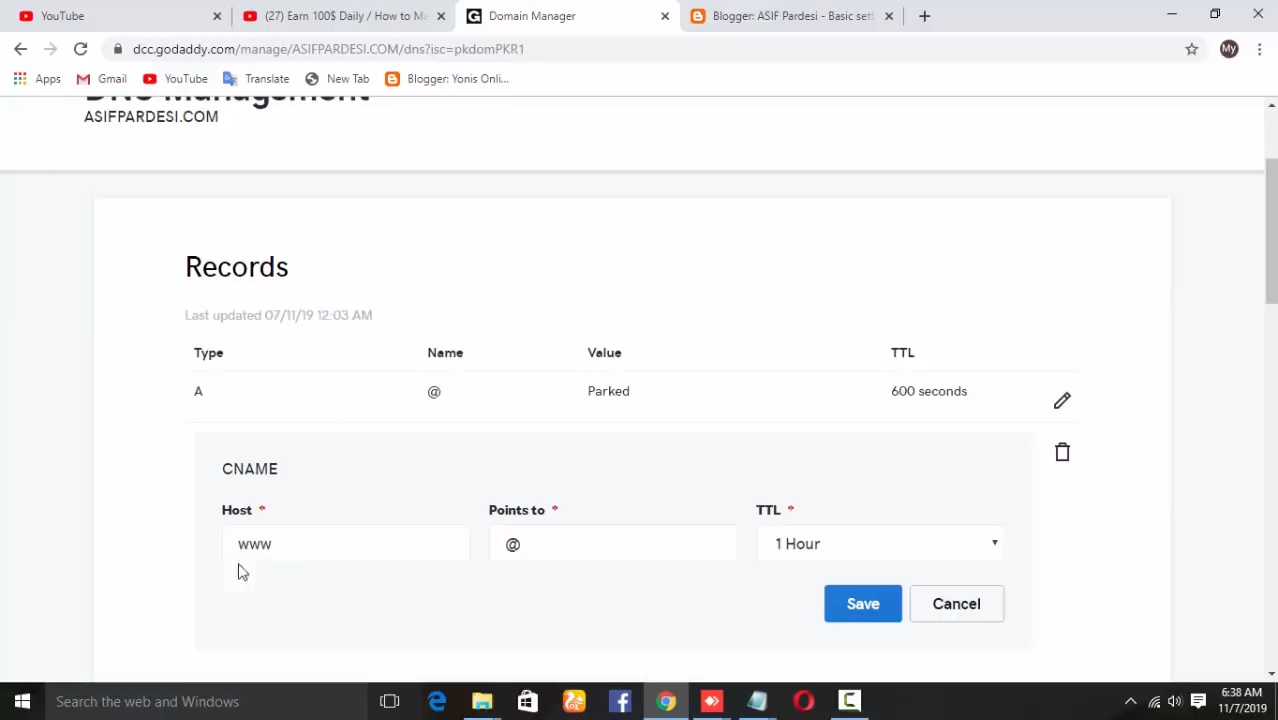 YouTube
(27) Earn 100$ Daily / How to M
Domain Manager
Blogger: ASIF Pardesi - Basic set
dcc.godaddy.com/manage/ASIFPARDESI.COM/dns?isc=pkdomPKR1
My
Apps
Gmail
YouTube
Translate
New Tab
Blogger: Yonis Onli...
DNS Management
ASIFPARDESI.COM
Records
Last updated 07/11/19 12:03 AM
Type Name Value TTL
A @ Parked 600 seconds
CNAME
Host * Points to * TTL *
www @ 1 Hour
Save Cancel
Search the web and Windows
6:38 AM
11/7/2019